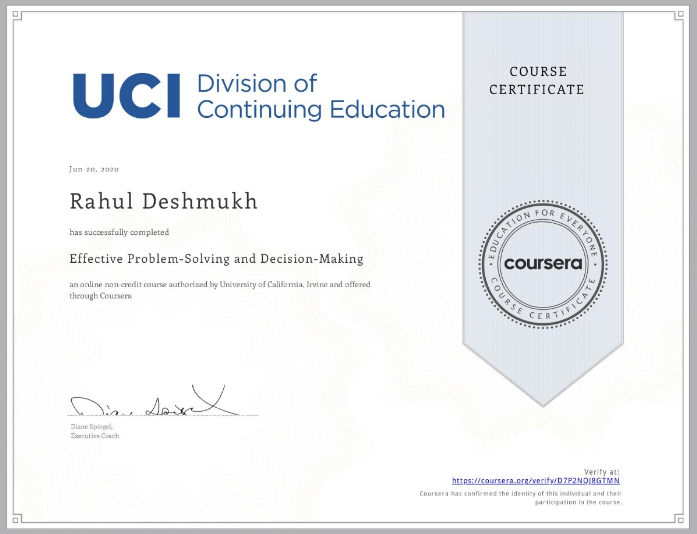 UCI Division of
Continuing Education
COURSE
CERTIFICATE
Jun 20, 2020
Rahul Deshmukh
has successfully completed
Effective Problem-Solving and Decision-Making
an online non-credit course authorized by University of California, Irvine and offered
through Coursera
EDUCATION FOR EVERYONE
coursera
COURSE CERTIFICATE
Diane Spiegel,
Executive Coach
Verify at:
https://coursera.org/verify/D7P2NQJ8GTMN
Coursera has confirmed the identity of this individual and their
participation in the course.